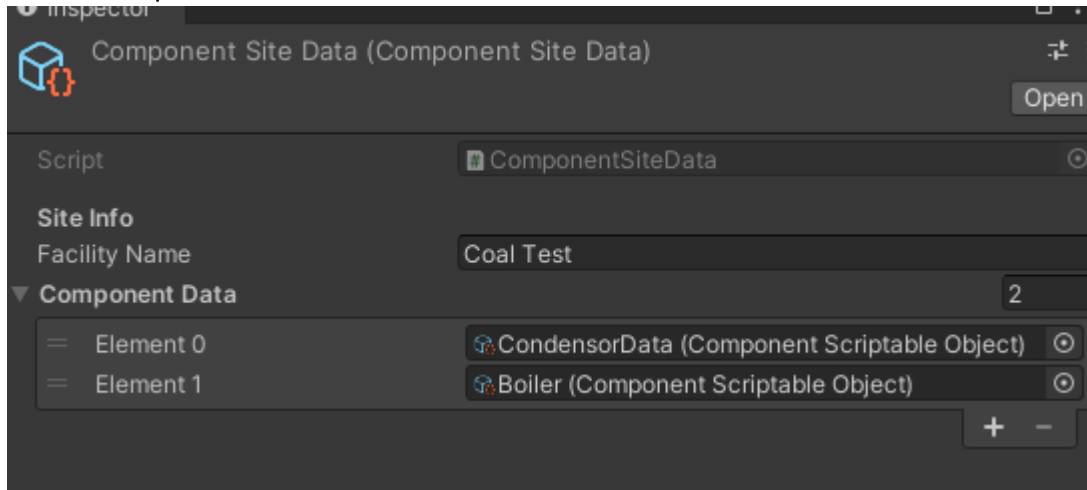 Inspector
Component Site Data (Component Site Data)
Open
Script ComponentSiteData
Site Info
Facility Name Coal Test
Component Data 2
Element 0 CondensorData (Component Scriptable Object)
Element 1 Boiler (Component Scriptable Object)